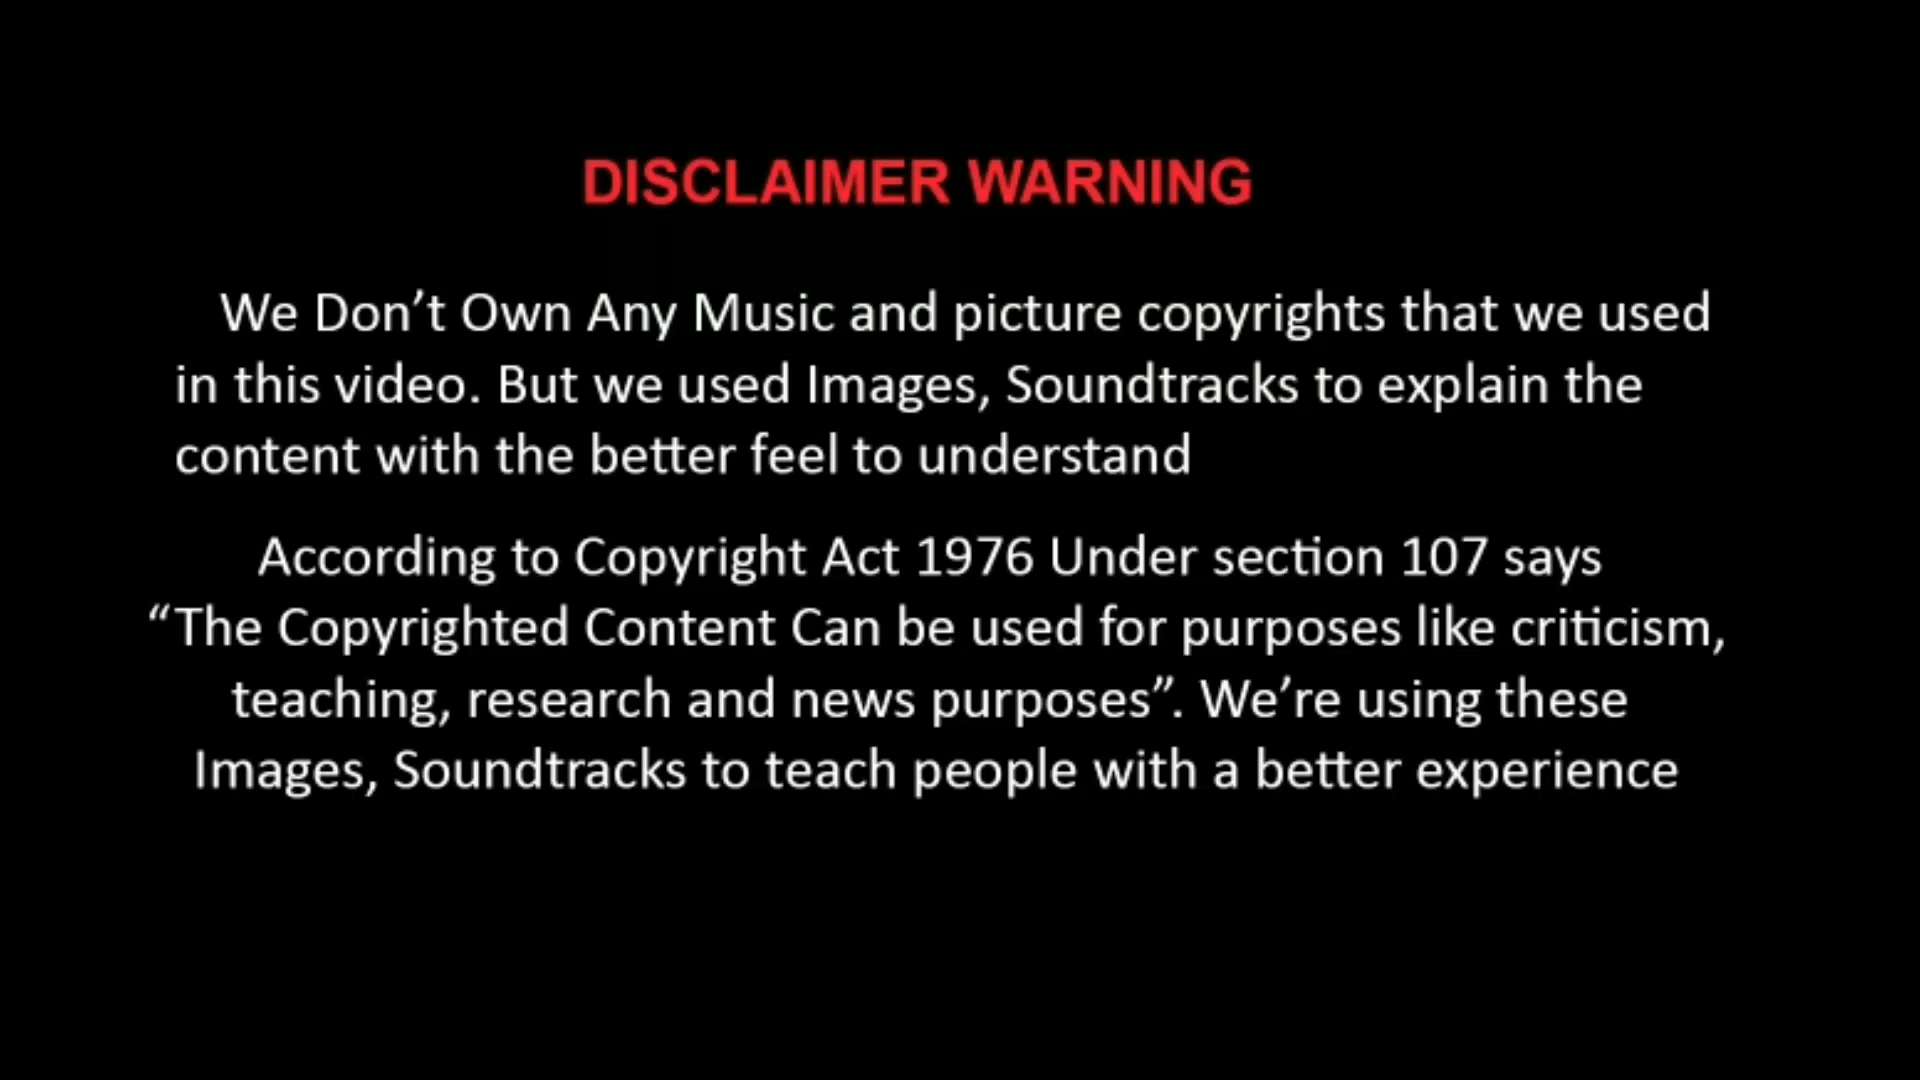 DISCLAIMER WARNING
We Don’t Own Any Music and picture copyrights that we used
in this video. But we used Images, Soundtracks to explain the
content with the better feel to understand
According to Copyright Act 1976 Under section 107 says
“The Copyrighted Content Can be used for purposes like criticism,
teaching, research and news purposes”. We’re using these
Images, Soundtracks to teach people with a better experience